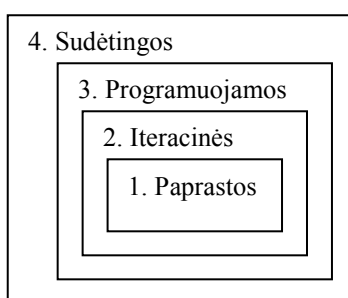 4. Sudėtingos
3. Programuojamos
2. Iteracinės
1. Paprastos